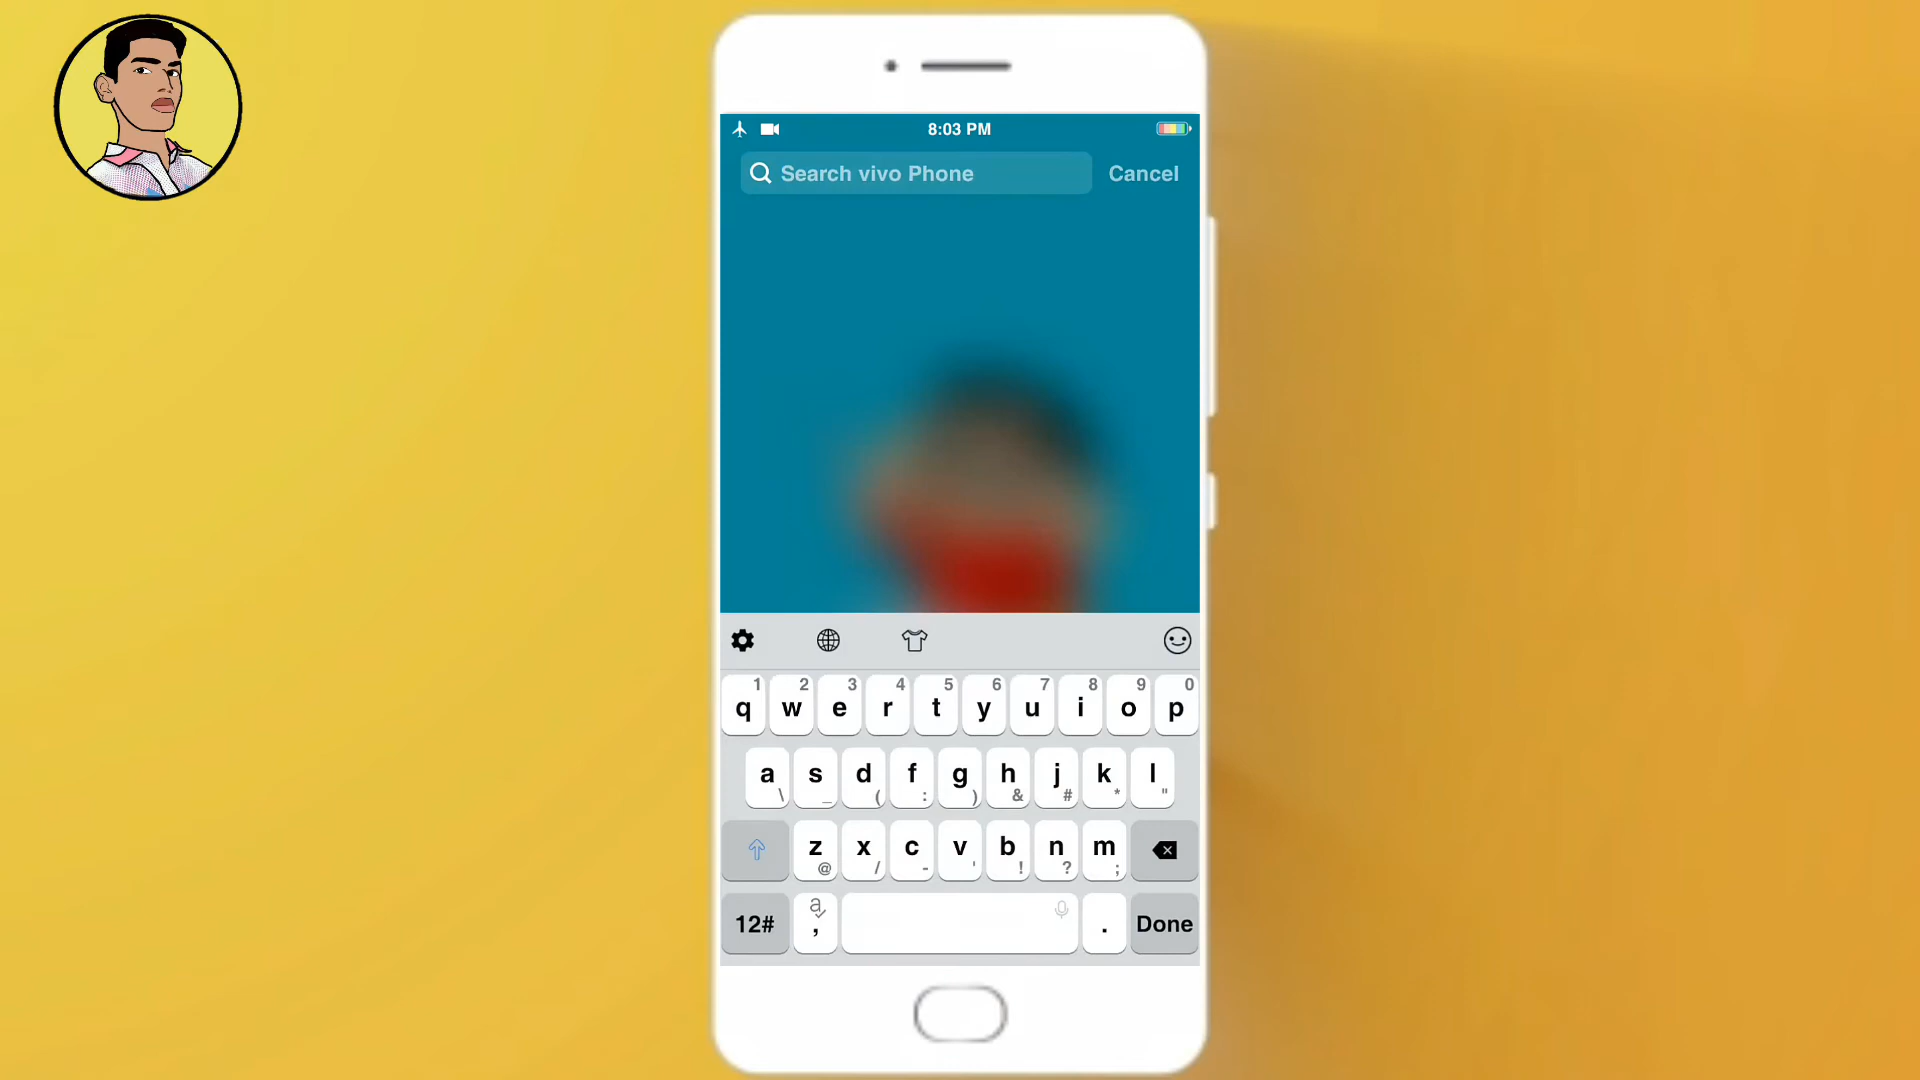 8:03 PM
Search vivo Phone Cancel
1 2 3 4 5 6 7 8 9 0
q w e r t y u i o p
a s d f g h j k l
\ _ ( : ) & # * "
z x c v b n m
@ / - ' ! ? ;
12# a , . Done